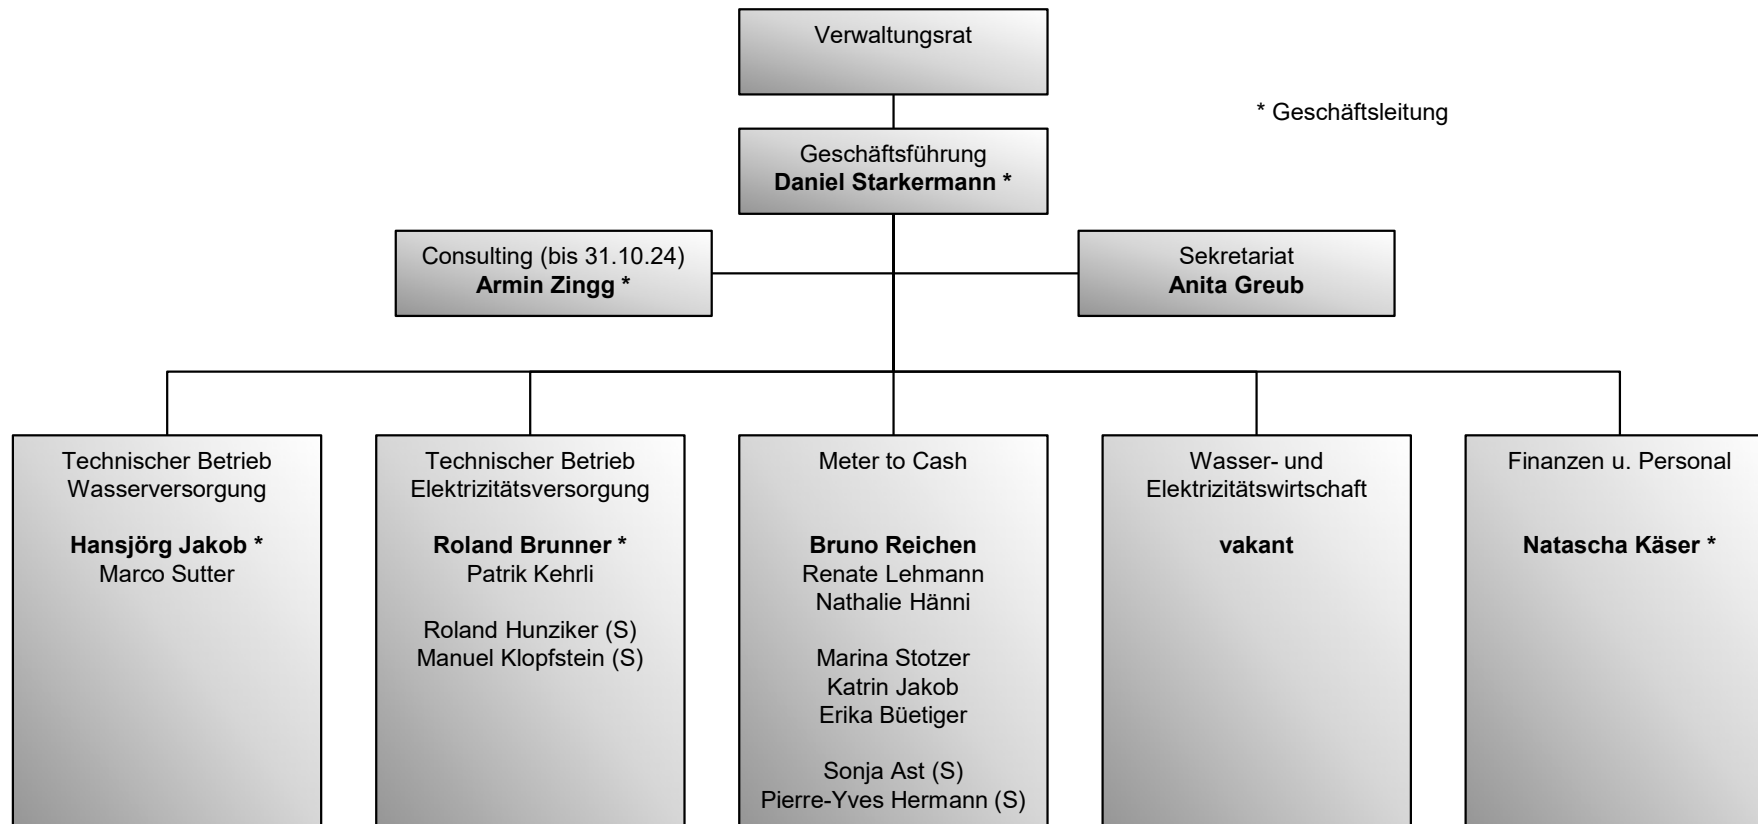 Verwaltungsrat
* Geschäftsleitung
Geschäftsführung
Daniel Starkermann *
Consulting (bis 31.10.24)
Armin Zingg *
Sekretariat
Anita Greub
Technischer Betrieb
Wasserversorgung
Hansjörg Jakob *
Marco Sutter
Technischer Betrieb
Elektrizitätsversorgung
Roland Brunner *
Patrik Kehrli
Roland Hunziker (S)
Manuel Klopfstein (S)
Meter to Cash
Bruno Reichen
Renate Lehmann
Nathalie Hänni
Marina Stotzer
Katrin Jakob
Erika Büetiger
Sonja Ast (S)
Pierre-Yves Hermann (S)
Wasser- und
Elektrizitätswirtschaft
vakant
Finanzen u. Personal
Natascha Käser *